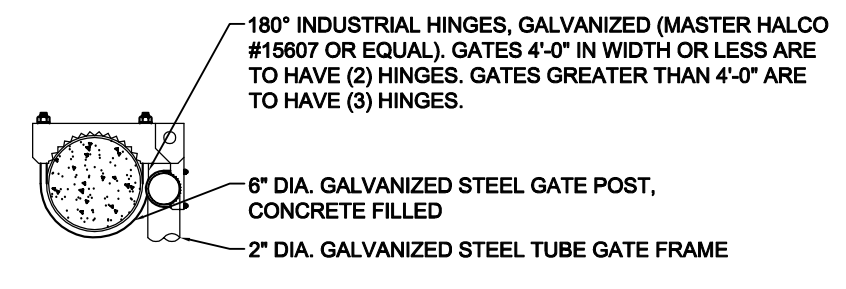 180° INDUSTRIAL HINGES, GALVANIZED (MASTER HALCO
#15607 OR EQUAL). GATES 4'-0" IN WIDTH OR LESS ARE
TO HAVE (2) HINGES. GATES GREATER THAN 4'-0" ARE
TO HAVE (3) HINGES.
6" DIA. GALVANIZED STEEL GATE POST,
CONCRETE FILLED
2" DIA. GALVANIZED STEEL TUBE GATE FRAME